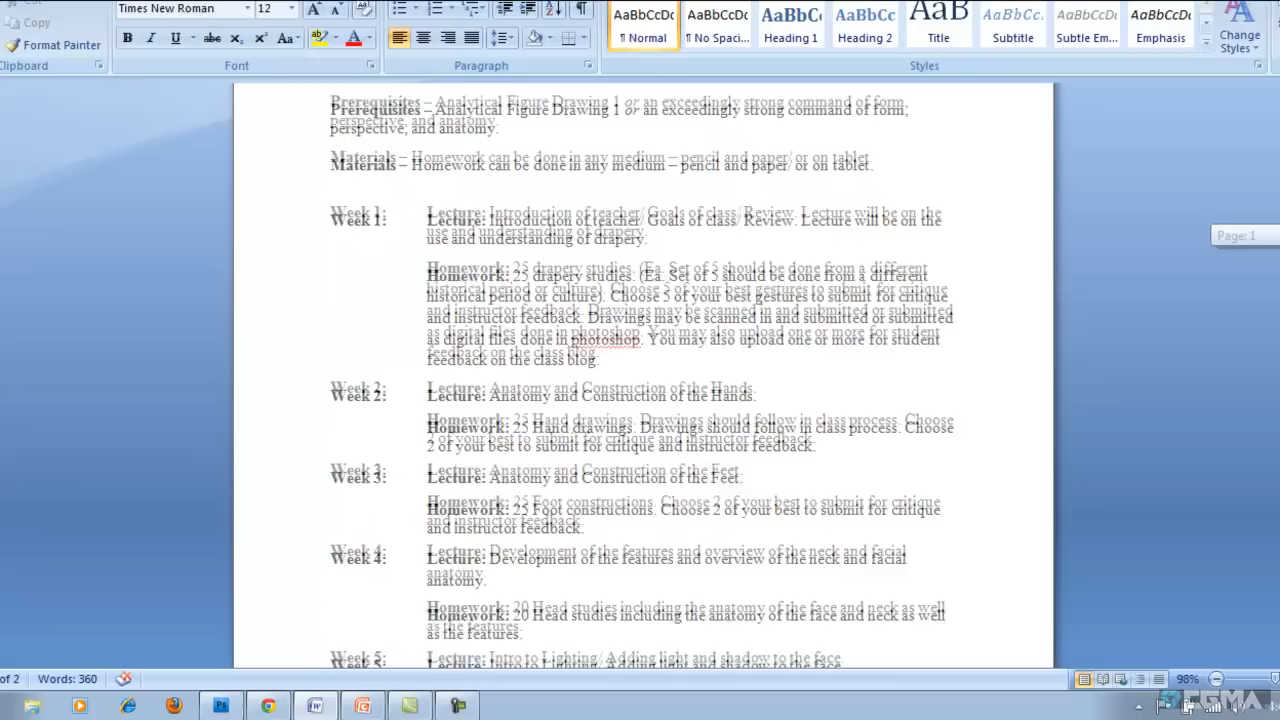 Copy
Format Painter
Clipboard
Times New Roman
12
Font
Paragraph
AaBbCcDc
AaBbCcDc
AaBbCc
AaBbCc
AaB
AaBbCc
AaBbCcDc
AaBbCcDc
¶ Normal
¶ No Spaci...
Heading 1
Heading 2
Title
Subtitle
Subtle Em...
Emphasis
Change
Styles
Styles
Prerequisites – Analytical Figure Drawing 1 or an exceedingly strong command of form,
perspective, and anatomy.
Materials – Homework can be done in any medium – pencil and paper/ or on tablet.
Week 1: Lecture: Introduction of teacher/ Goals of class/ Review. Lecture will be on the
use and understanding of drapery.
Homework: 25 drapery studies. (Ea. Set of 5 should be done from a different
historical period or culture). Choose 5 of your best gestures to submit for critique
and instructor feedback. Drawings may be scanned in and submitted or submitted
as digital files done in photoshop. You may also upload one or more for student
feedback on the class blog.
Week 2: Lecture: Anatomy and Construction of the Hands.
Homework: 25 Hand drawings. Drawings should follow in class process. Choose
2 of your best to submit for critique and instructor feedback.
Week 3: Lecture: Anatomy and Construction of the Feet.
Homework: 25 Foot constructions. Choose 2 of your best to submit for critique
and instructor feedback.
Week 4: Lecture: Development of the features and overview of the neck and facial
anatomy.
Homework: 20 Head studies including the anatomy of the face and neck as well
as the features.
Week 5: Lecture: Intro to Lighting/ Adding light and shadow to the face.
Page: 1
of 2
Words: 360
98%
CGMA